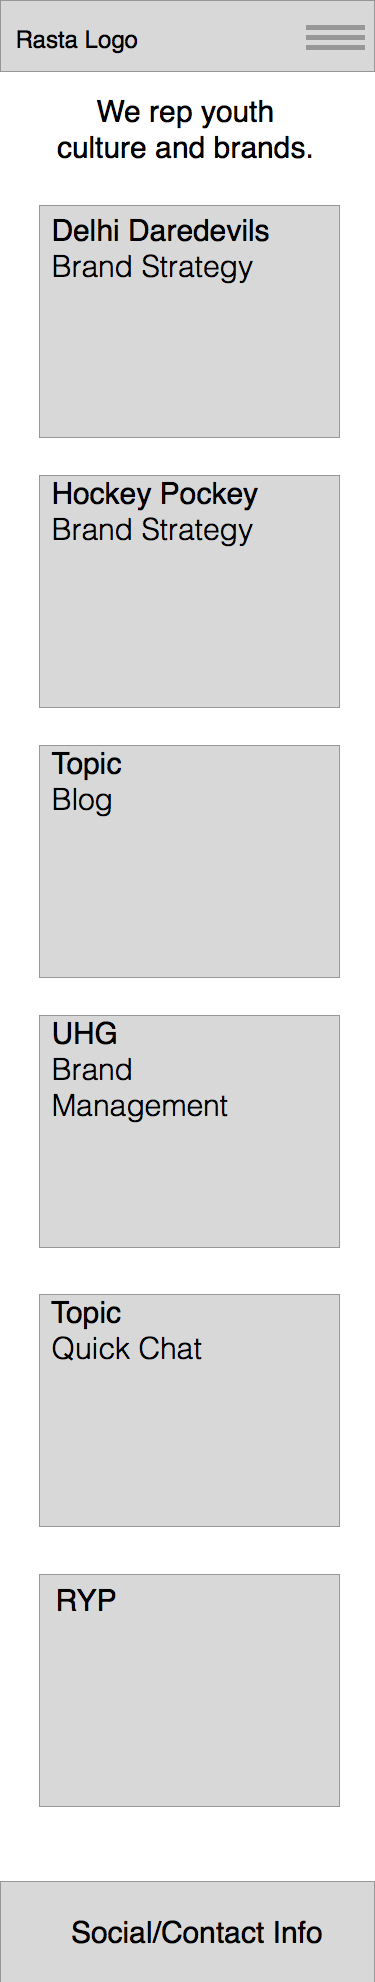 Rasta Logo
We rep youth
culture and brands.
Delhi Daredevils
Brand Strategy
Hockey Pockey
Brand Strategy
Topic
Blog
UHG
Brand
Management
Topic
Quick Chat
RYP
Social/Contact Info